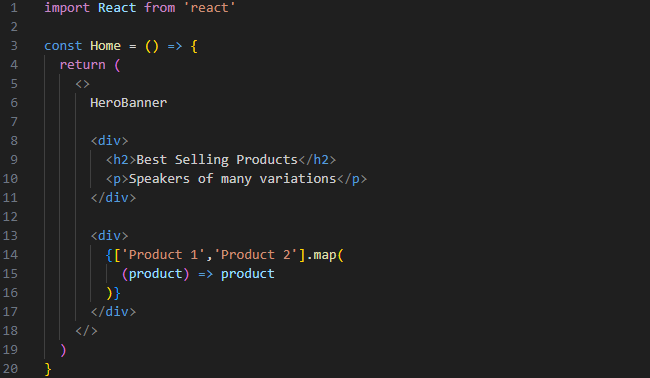 1 import React from 'react'
2
3 const Home = () => {
4   return (
5     <>
6       HeroBanner
7
8       <div>
9         <h2>Best Selling Products</h2>
10         <p>Speakers of many variations</p>
11       </div>
12
13       <div>
14         {['Product 1','Product 2'].map(
15           (product) => product
16         )}
17       </div>
18     </>
19   )
20 }